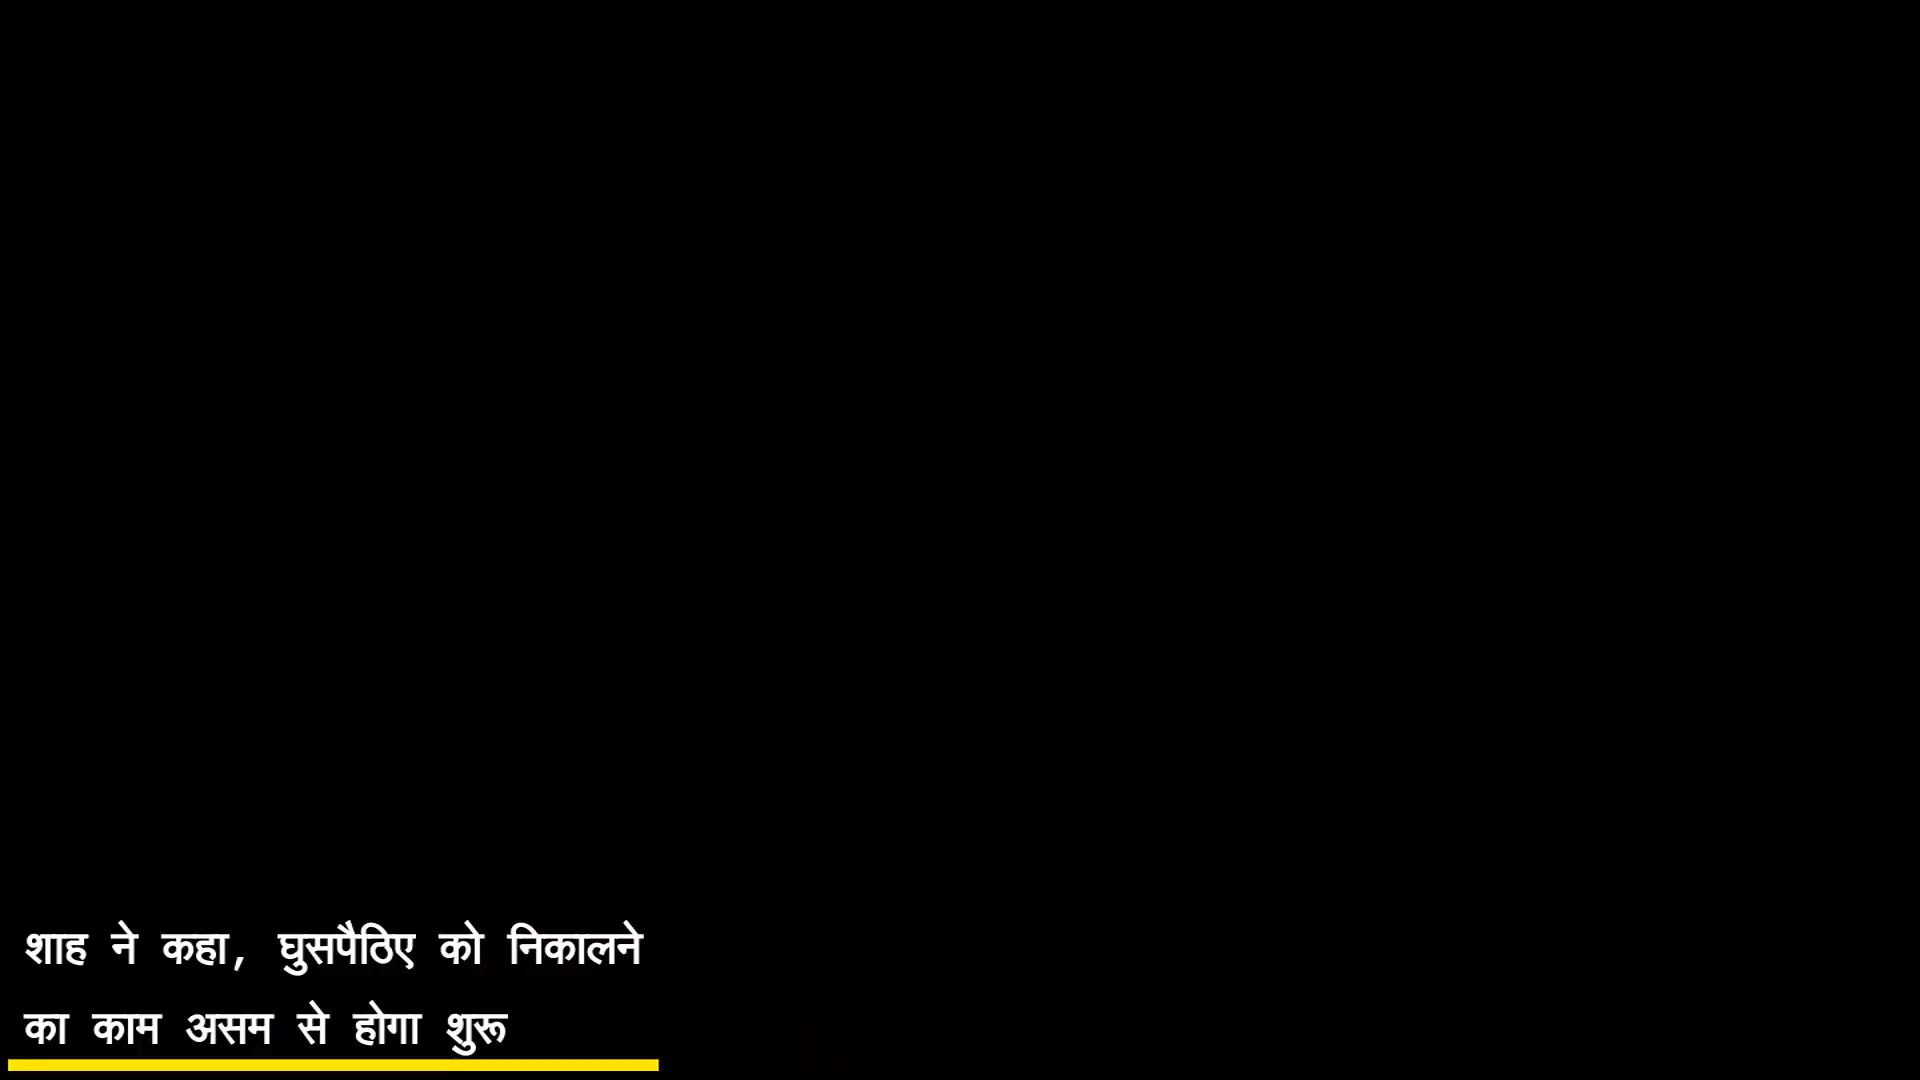 शाह ने कहा, घुसपैठिए को निकालने
का काम असम से होगा शुरू